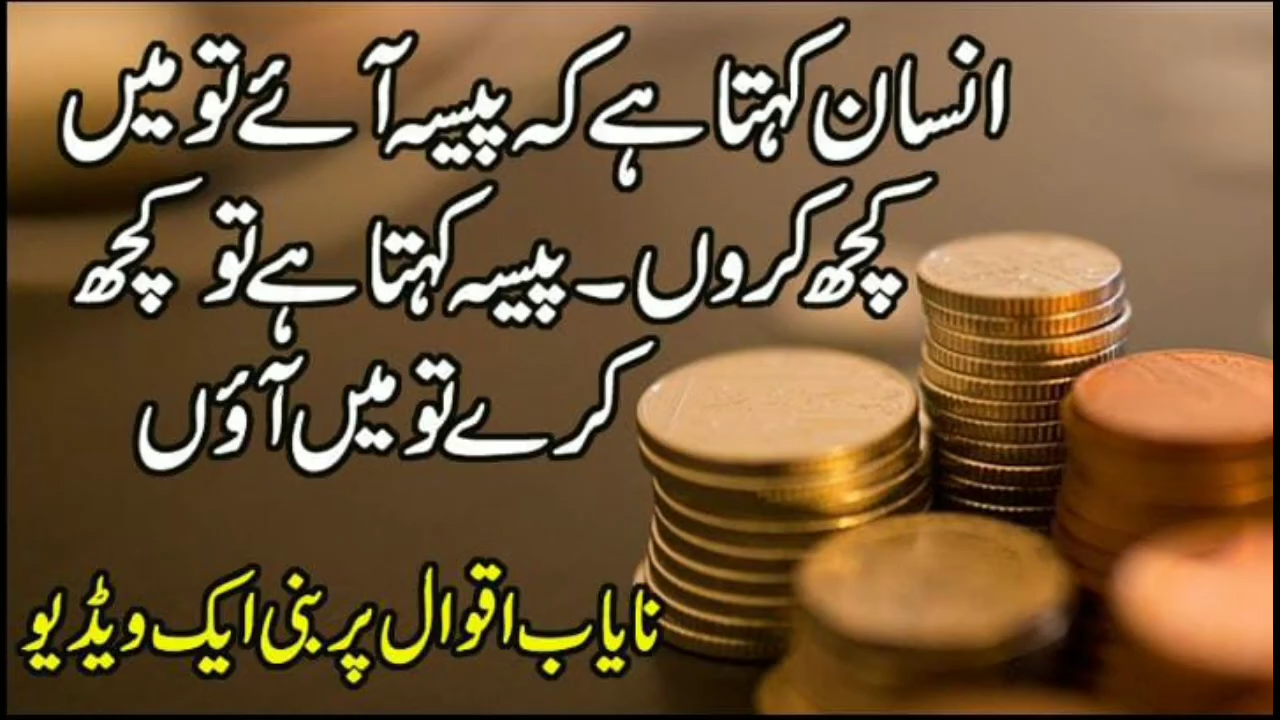 انسان کہتا ہے کہ پیسہ آئے تو میں
کچھ کروں۔ پیسہ کہتا ہے تو کچھ
کرے تو میں آؤں
نایاب اقوال پر بنی ایک ویڈیو